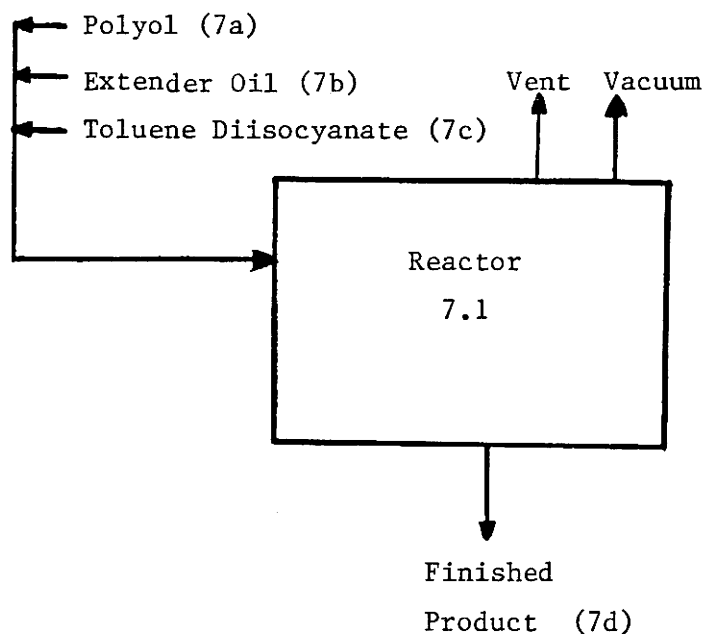 Polyol (7a)
Extender Oil (7b)
Toluene Diisocyanate (7c)
Vent Vacuum
Reactor
7.1
Finished
Product (7d)